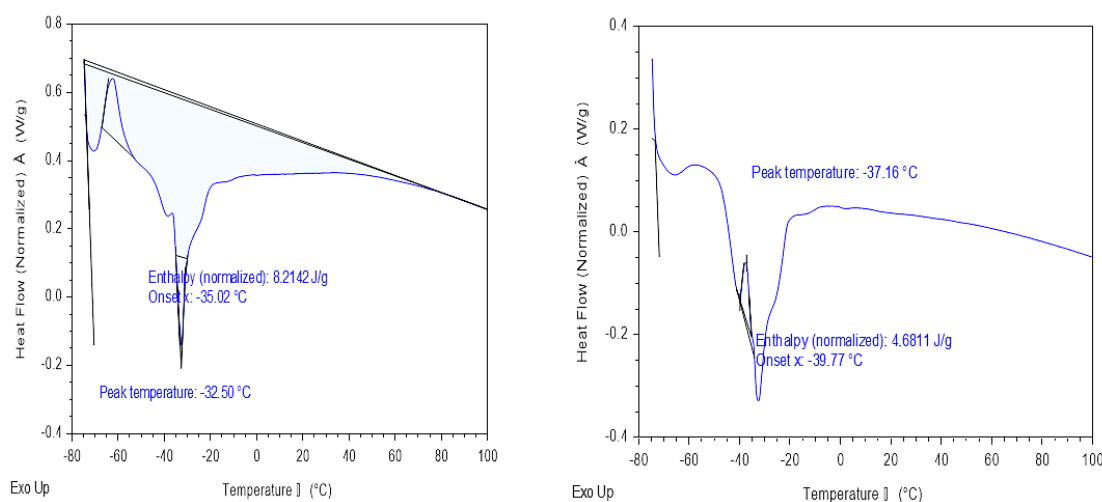 0.8
0.6
0.4
0.2
0.0
-0.2
-0.4
Heat Flow (Normalized) À (W/g)
Enthalpy (normalized): 8.2142 J/g
Onset x: -35.02 °C
Peak temperature: -32.50 °C
-80 -60 -40 -20 0 20 40 60 80 100
Exo Up
Temperature (°C)
0.4
0.2
0.0
-0.2
-0.4
Heat Flow (Normalized) À (W/g)
Peak temperature: -37.16 °C
Enthalpy (normalized): 4.6811 J/g
Onset x: -39.77 °C
-80 -60 -40 -20 0 20 40 60 80 100
Exo Up
Temperature (°C)